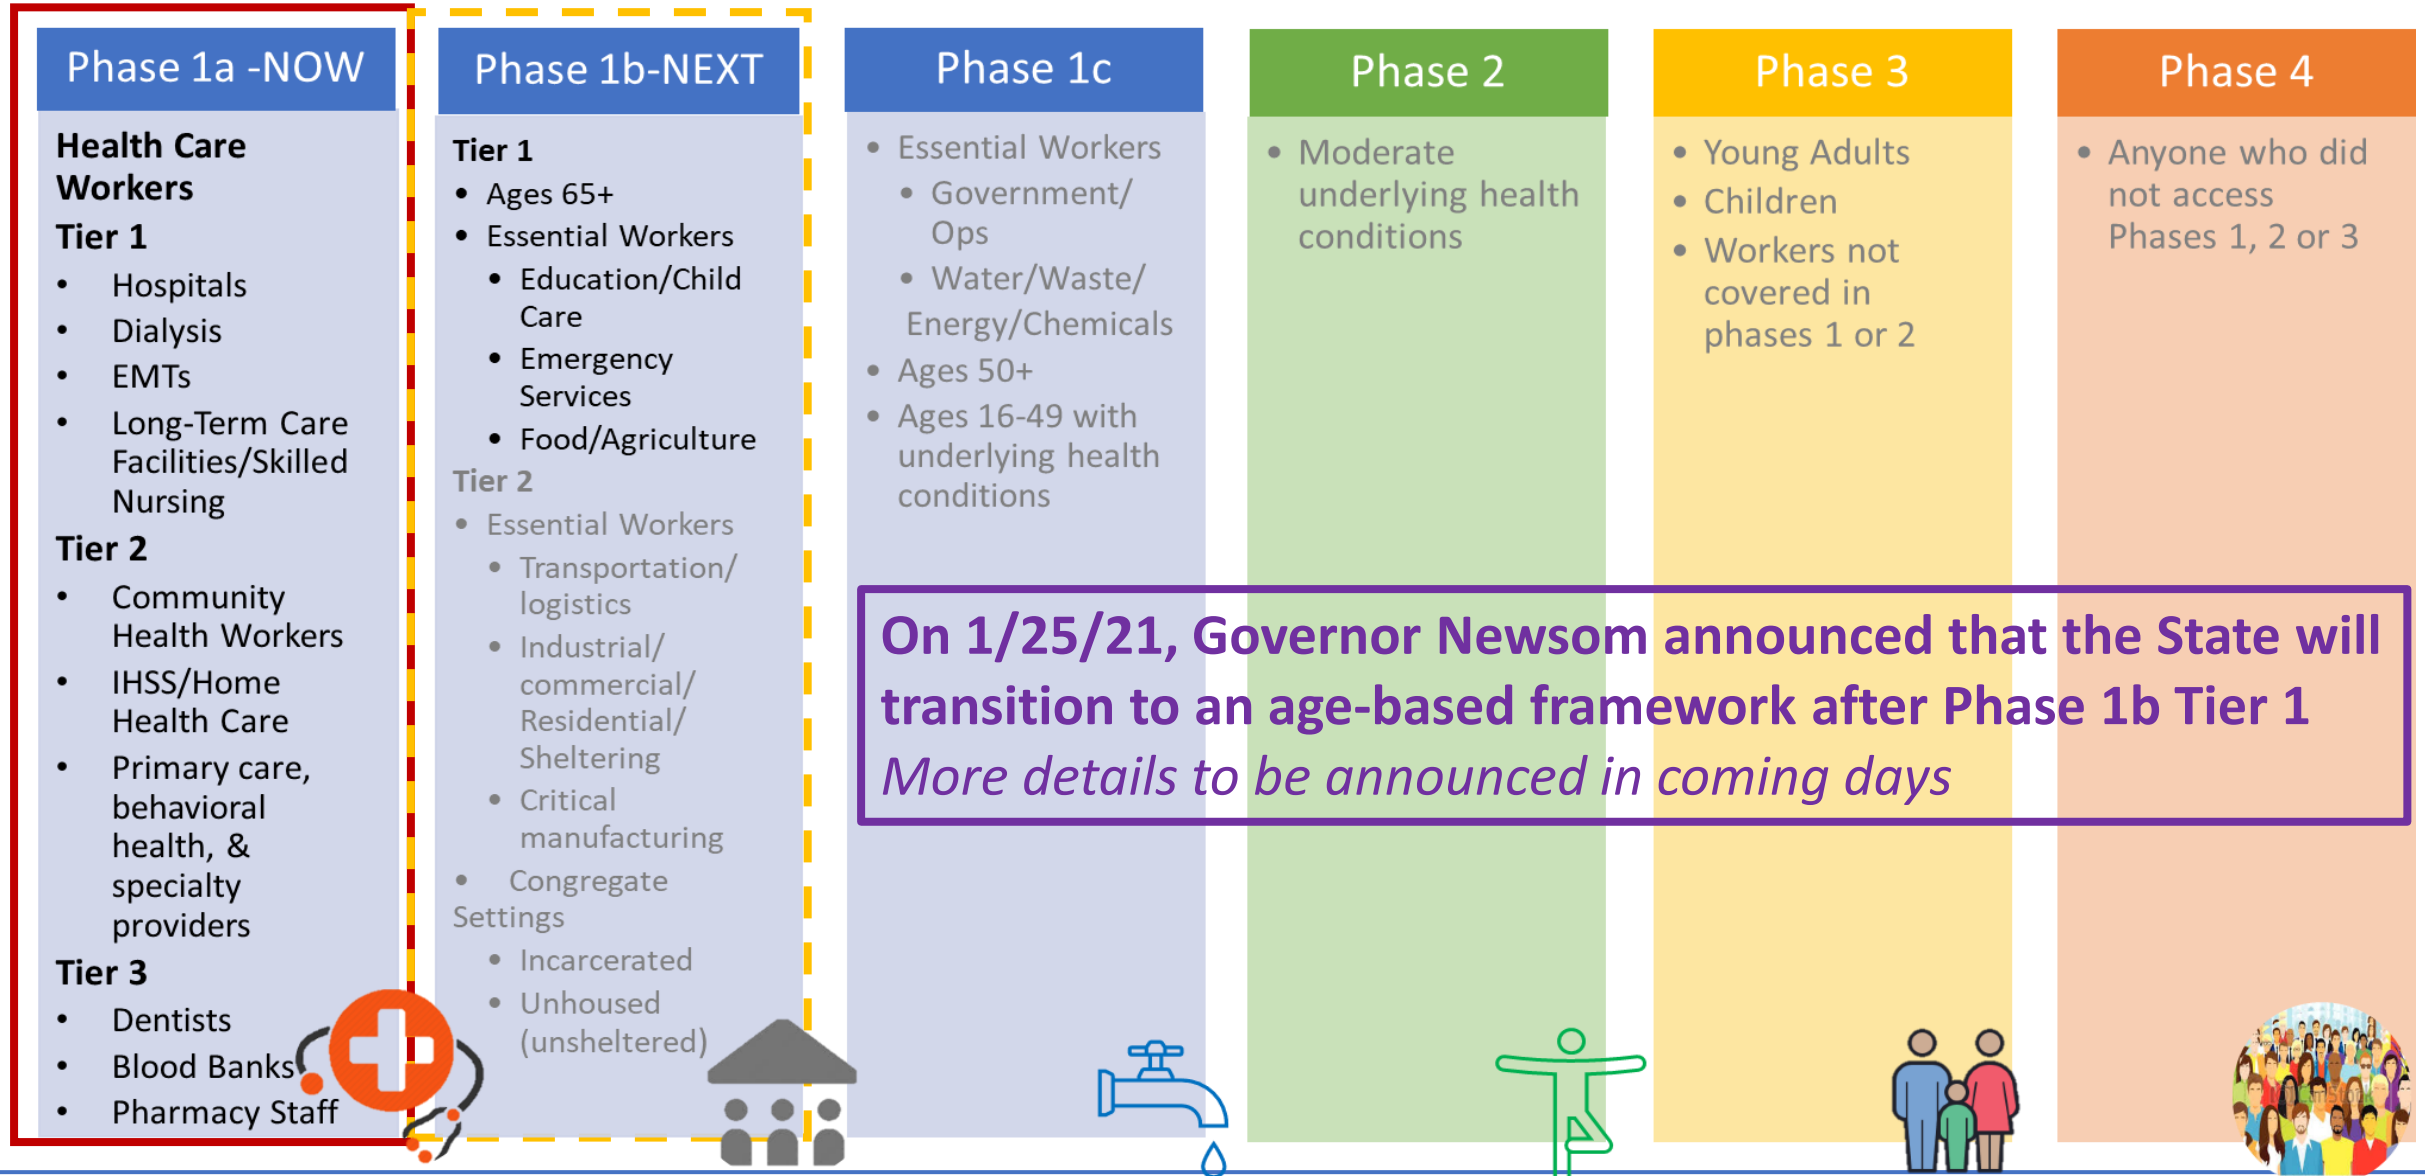 Phase 1a -NOW
Health Care
Workers
Tier 1
• Hospitals
• Dialysis
• EMTs
• Long-Term Care
Facilities/Skilled
Nursing
Tier 2
• Community
Health Workers
• IHSS/Home
Health Care
• Primary care,
behavioral
health, &
specialty
providers
Tier 3
• Dentists
• Blood Banks
• Pharmacy Staff
Phase 1b-NEXT
Tier 1
• Ages 65+
• Essential Workers
• Education/Child
Care
• Emergency
Services
• Food/Agriculture
Tier 2
• Essential Workers
• Transportation/
logistics
• Industrial/
commercial/
Residential/
Sheltering
• Critical
manufacturing
• Congregate
Settings
• Incarcerated
• Unhoused
(unsheltered)
Phase 1c
• Essential Workers
• Government/
Ops
• Water/Waste/
Energy/Chemicals
• Ages 50+
• Ages 16-49 with
underlying health
conditions
Phase 2
• Moderate
underlying health
conditions
Phase 3
• Young Adults
• Children
• Workers not
covered in
phases 1 or 2
Phase 4
• Anyone who did
not access
Phases 1, 2 or 3
On 1/25/21, Governor Newsom announced that the State will
transition to an age-based framework after Phase 1b Tier 1
More details to be announced in coming days